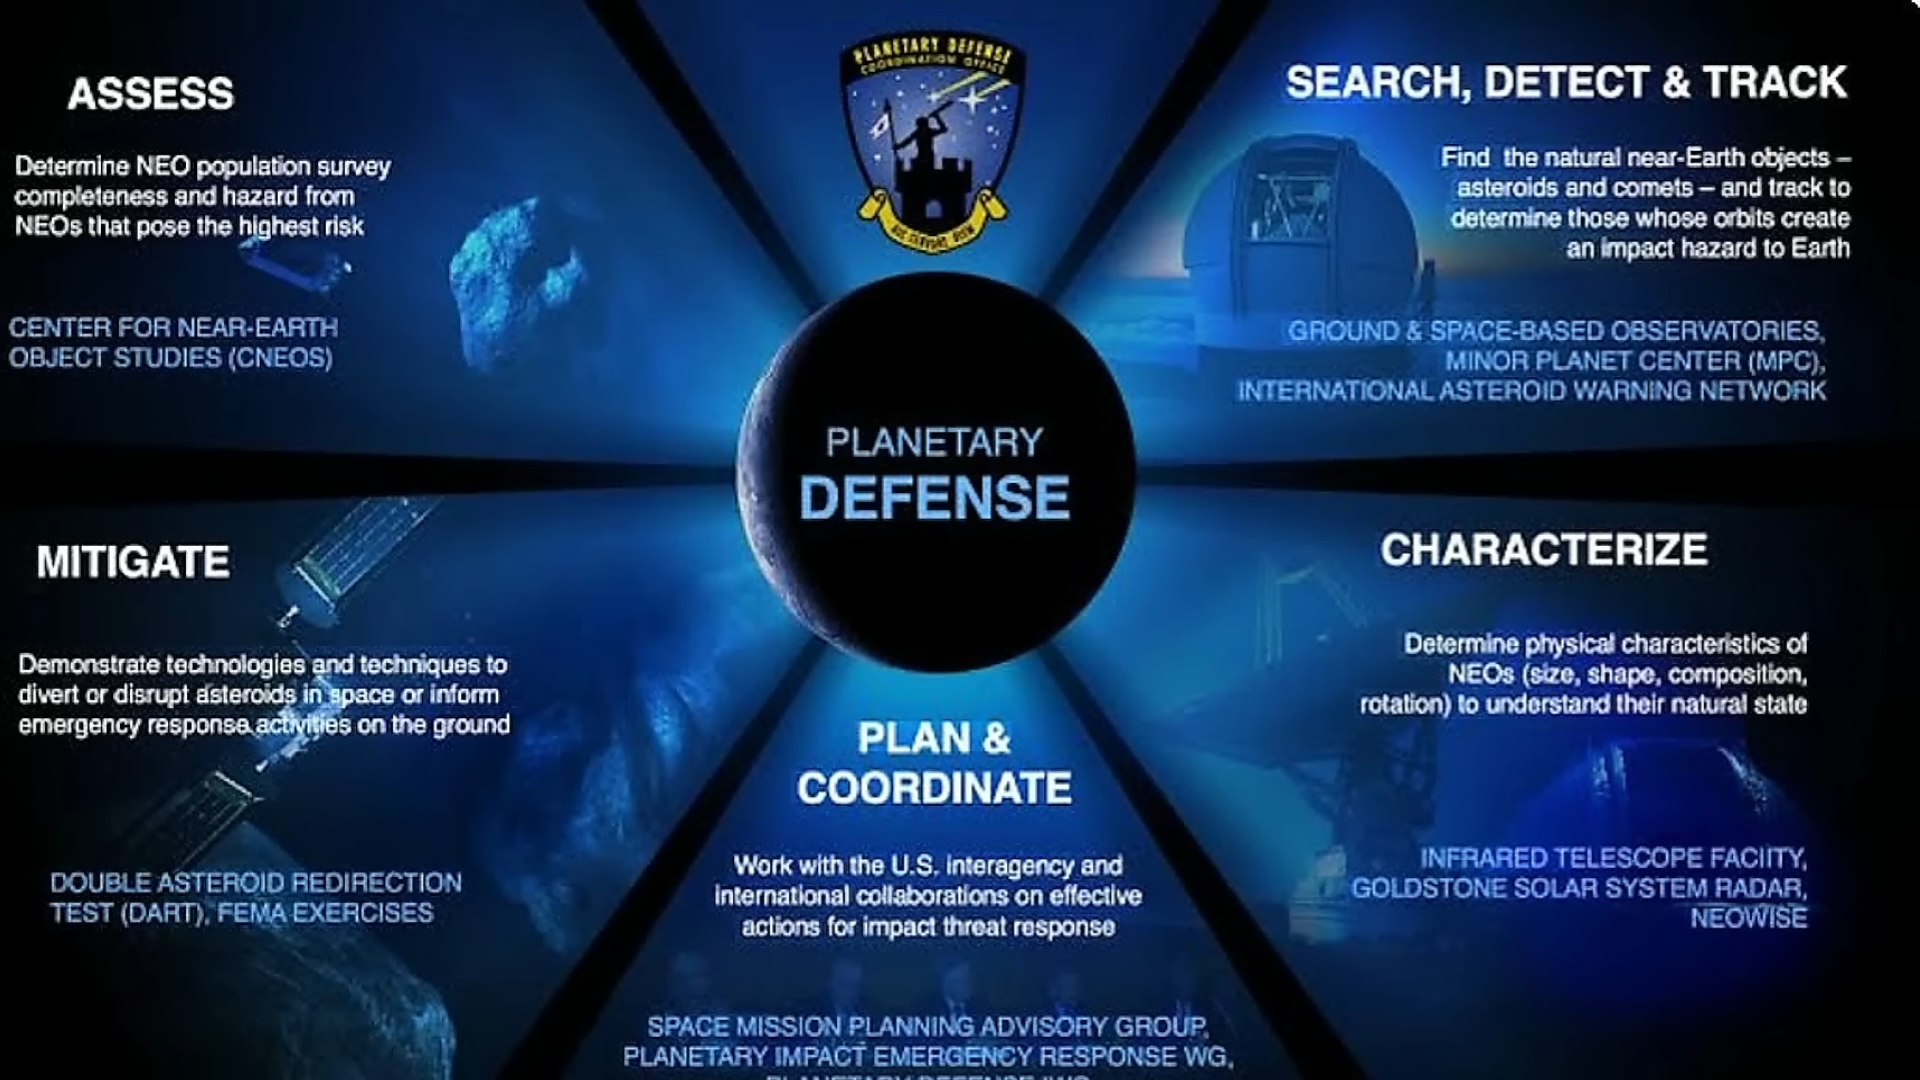 PLANETARY DEFENSE
COORDINATION OFFICE
ASSESS
Determine NEO population survey
completeness and hazard from
NEOs that pose the highest risk
CENTER FOR NEAR-EARTH
OBJECT STUDIES (CNEOS)
SEARCH, DETECT & TRACK
Find the natural near-Earth objects –
asteroids and comets – and track to
determine those whose orbits create
an impact hazard to Earth
GROUND & SPACE-BASED OBSERVATORIES,
MINOR PLANET CENTER (MPC),
INTERNATIONAL ASTEROID WARNING NETWORK
PLANETARY
DEFENSE
MITIGATE
Demonstrate technologies and techniques to
divert or disrupt asteroids in space or inform
emergency response activities on the ground
DOUBLE ASTEROID REDIRECTION
TEST (DART), FEMA EXERCISES
PLAN &
COORDINATE
Work with the U.S. interagency and
international collaborations on effective
actions for impact threat response
SPACE MISSION PLANNING ADVISORY GROUP,
PLANETARY IMPACT EMERGENCY RESPONSE WG,
PLANETARY DEFENSE IWG
CHARACTERIZE
Determine physical characteristics of
NEOs (size, shape, composition,
rotation) to understand their natural state
INFRARED TELESCOPE FACIITY,
GOLDSTONE SOLAR SYSTEM RADAR,
NEOWISE